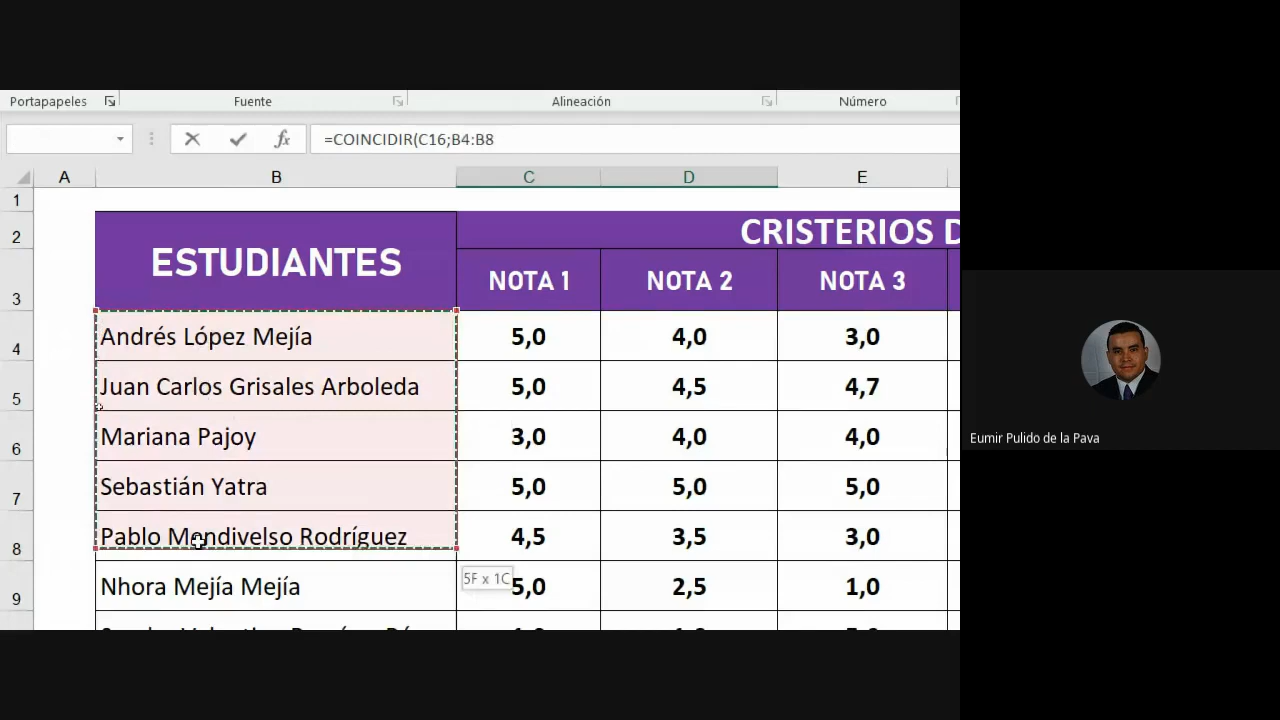 Portapapeles Fuente Alineación Número
fx =COINCIDIR(C16;B4:B8
A B C D E
1
2 ESTUDIANTES CRISTERIOS D
3 NOTA 1 NOTA 2 NOTA 3
4 Andrés López Mejía 5,0 4,0 3,0
5 Juan Carlos Grisales Arboleda 5,0 4,5 4,7
6 Mariana Pajoy 3,0 4,0 4,0
7 Sebastián Yatra 5,0 5,0 5,0
8 Pablo Mendivelso Rodríguez 4,5 3,5 3,0
5F x 1C
9 Nhora Mejía Mejía 5,0 2,5 1,0
Eumir Pulido de la Pava